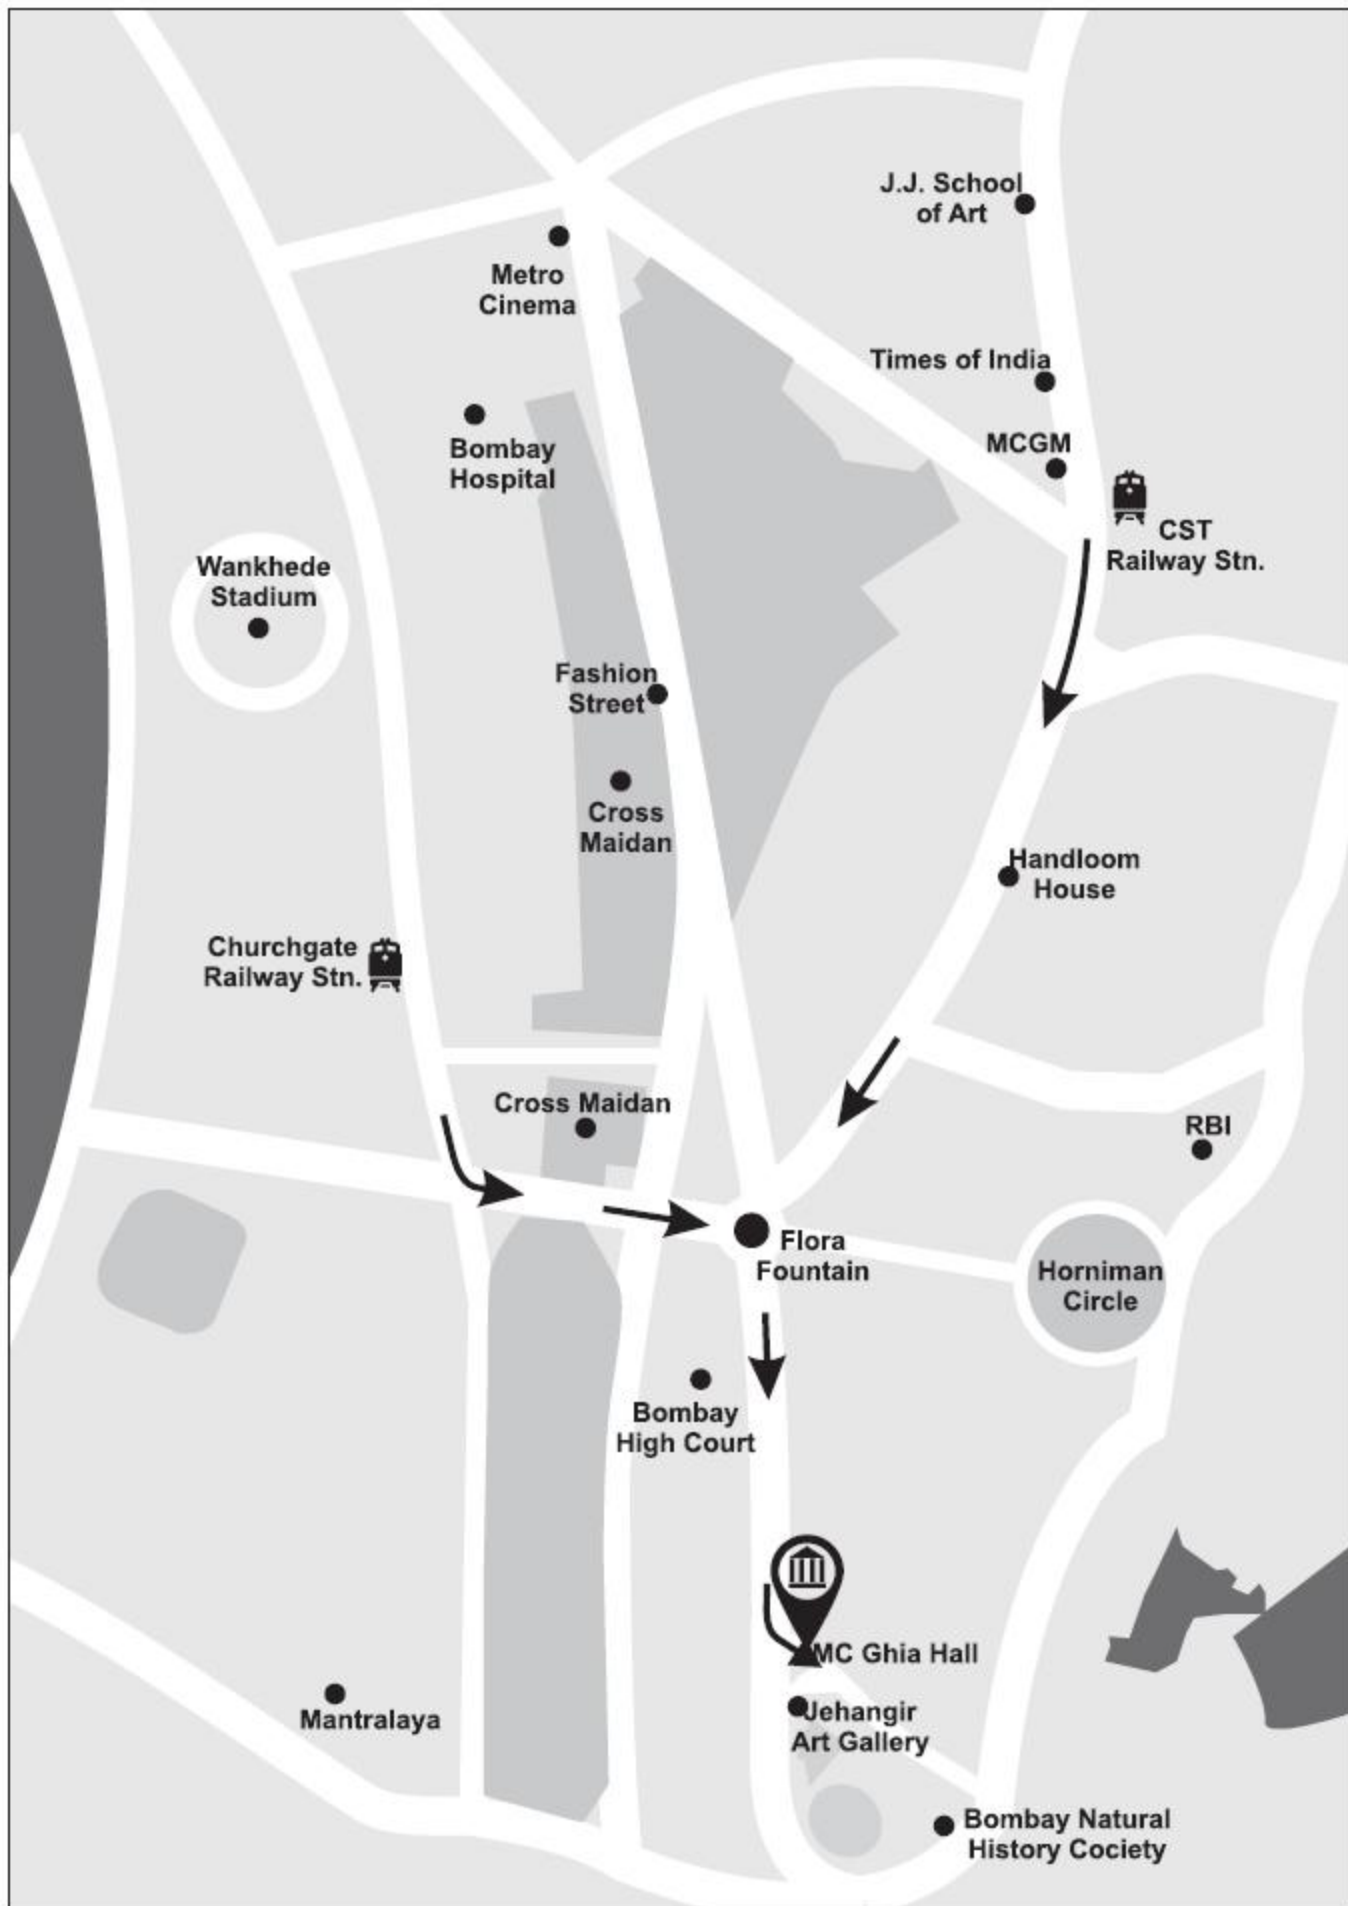 J.J. School
of Art
Metro
Cinema
Times of India
MCGM
Bombay
Hospital
CST
Railway Stn.
Wankhede
Stadium
Fashion
Street
Cross
Maidan
Handloom
House
Churchgate
Railway Stn.
Cross Maidan
RBI
Flora
Fountain
Horniman
Circle
Bombay
High Court
MC Ghia Hall
Jehangir
Art Gallery
Mantralaya
Bombay Natural
History Cociety